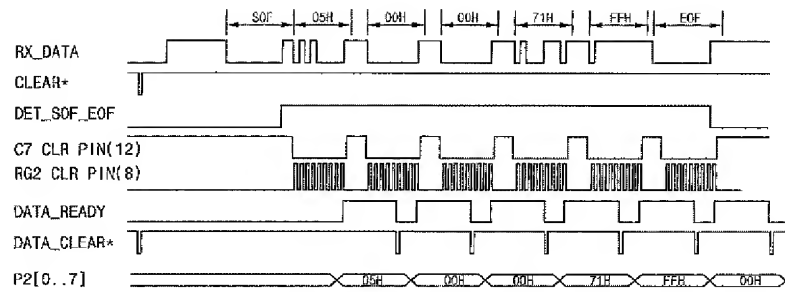 SOF 05H 00H 00H 71H FFH EOF
RX_DATA
CLEAR*
DET_SOF_EOF
C7 CLR PIN(12)
RG2 CLR PIN(8)
DATA_READY
DATA_CLEAR*
P2[0..7] 05H 00H 00H 71H FFH 00H